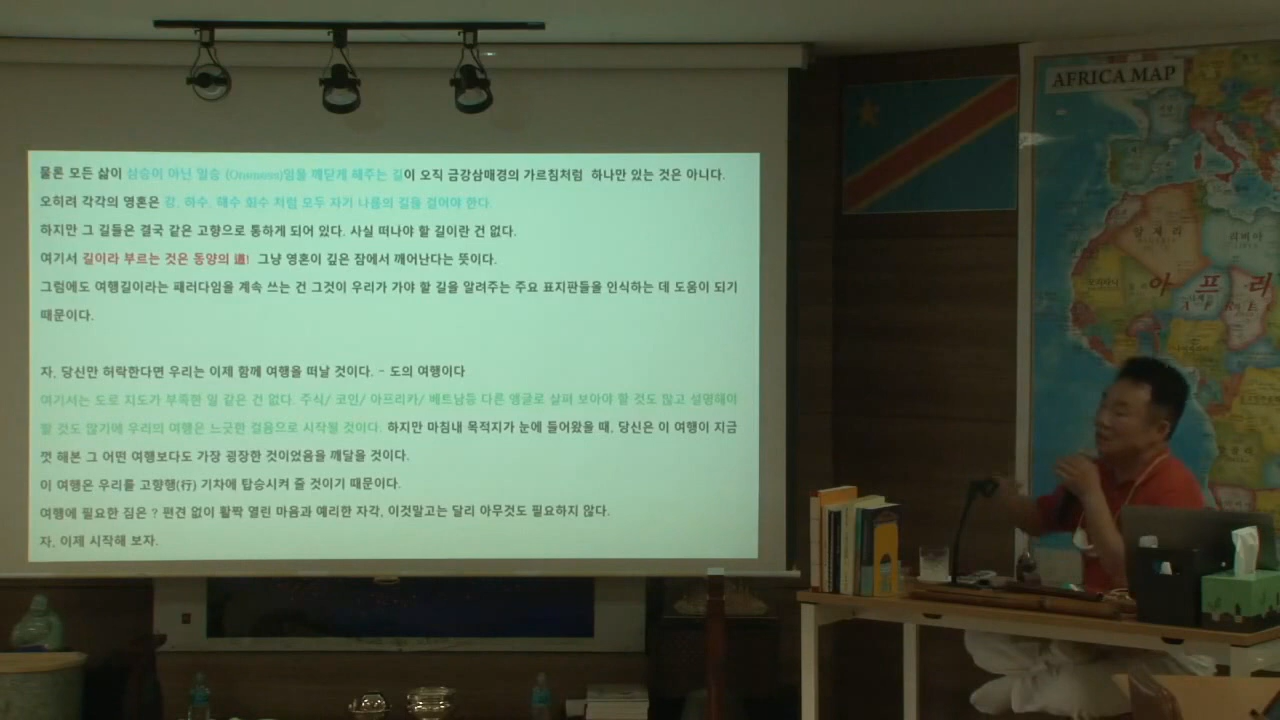 물론 모든 삶이 삼승이 아닌 일승 (Oneness)임을 깨닫게 해주는 길이 오직 금강삼매경의 가르침처럼 하나만 있는 것은 아니다.
오히려 각각의 영혼은 강, 하수, 해수 회수 처럼 모두 자기 나름의 길을 걸어야 한다.
하지만 그 길들은 결국 같은 고향으로 통하게 되어 있다. 사실 떠나야 할 길이란 건 없다.
여기서 길이라 부르는 것은 동양의 道! 그냥 영혼이 깊은 잠에서 깨어난다는 뜻이다.
그럼에도 여행길이라는 패러다임을 계속 쓰는 건 그것이 우리가 가야 할 길을 알려주는 주요 표지판들을 인식하는 데 도움이 되기
때문이다.
자, 당신만 허락한다면 우리는 이제 함께 여행을 떠날 것이다. - 도의 여행이다
여기서는 도로 지도가 부족한 일 같은 건 없다. 주식/ 코인/ 아프리카/ 베트남등 다른 앵글로 살펴 보아야 할 것도 많고 설명해야
할 것도 많기에 우리의 여행은 느긋한 걸음으로 시작될 것이다. 하지만 마침내 목적지가 눈에 들어왔을 때, 당신은 이 여행이 지금
껏 해본 그 어떤 여행보다도 가장 굉장한 것이었음을 깨달을 것이다.
이 여행은 우리를 고향행(行) 기차에 탑승시켜 줄 것이기 때문이다.
여행에 필요한 짐은 ? 편견 없이 활짝 열린 마음과 예리한 자각, 이것말고는 달리 아무것도 필요하지 않다.
자, 이제 시작해 보자.
AFRICA MAP
알제리
리비아
아프리